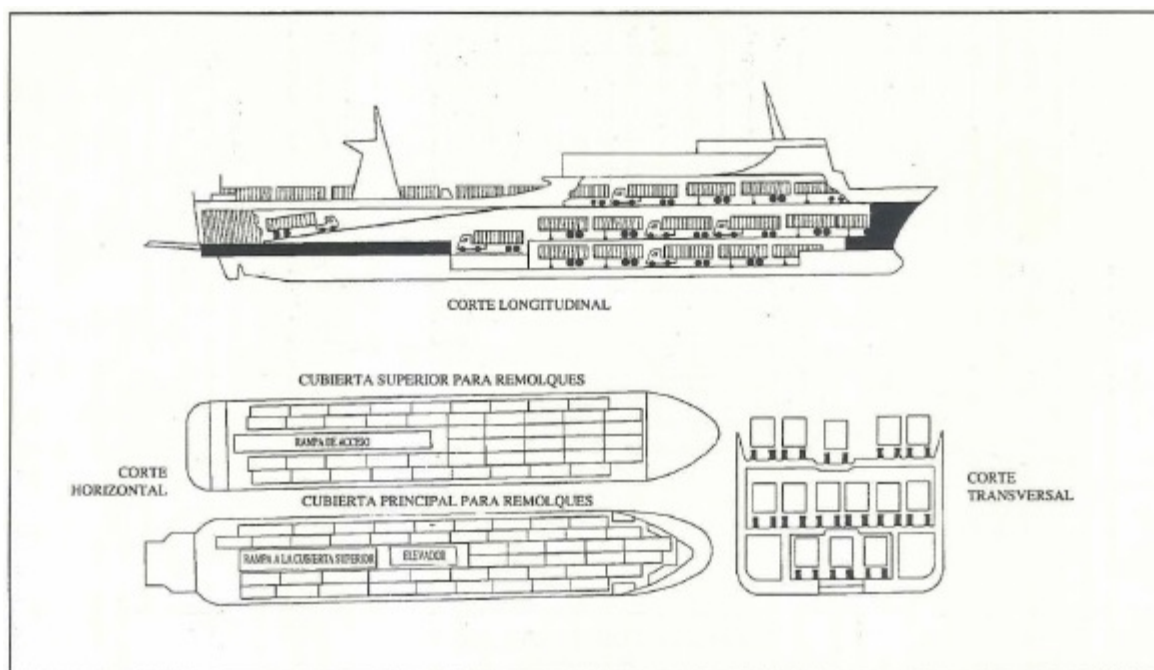 CORTE LONGITUDINAL
CUBIERTA SUPERIOR PARA REMOLQUES
RAMPA DE ACCESO
CORTE
HORIZONTAL
CUBIERTA PRINCIPAL PARA REMOLQUES
RAMPA A LA CUBIERTA SUPERIOR
ELEVADOR
CORTE
TRANSVERSAL